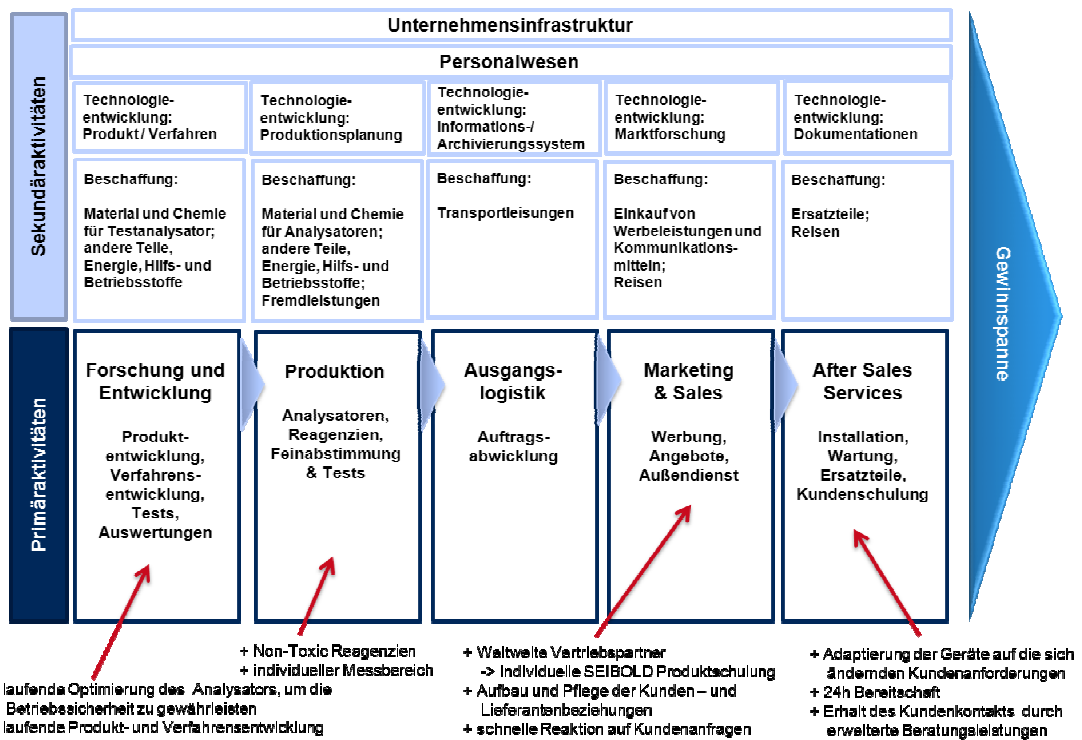 Unternehmensinfrastruktur
Personalwesen
Sekundäraktivitäten
Technologie-
entwicklung:
Produkt / Verfahren
Technologie-
entwicklung:
Produktionsplanung
Technologie-
entwicklung:
Informations-/
Archivierungssystem
Technologie-
entwicklung:
Marktforschung
Technologie-
entwicklung:
Dokumentationen
Beschaffung:
Material und Chemie
für Testanalysator;
andere Teile,
Energie, Hilfs- und
Betriebsstoffe
Beschaffung:
Material und Chemie
für Analysatoren;
andere Teile,
Energie, Hilfs- und
Betriebsstoffe;
Fremdleistungen
Beschaffung:
Transportleisungen
Beschaffung:
Einkauf von
Werbeleistungen und
Kommunikations-
mitteln;
Reisen
Beschaffung:
Ersatzteile;
Reisen
Gewinnspanne
Primäraktivitäten
Forschung und
Entwicklung
Produkt-
entwicklung,
Verfahrens-
entwicklung,
Tests,
Auswertungen
Produktion
Analysatoren,
Reagenzien,
Feinabstimmung
& Tests
Ausgangs-
logistik
Auftrags-
abwicklung
Marketing
& Sales
Werbung,
Angebote,
Außendienst
After Sales
Services
Installation,
Wartung,
Ersatzteile,
Kundenschulung
laufende Optimierung des Analysators, um die
Betriebssicherheit zu gewährleisten
laufende Produkt- und Verfahrensentwicklung
+ Non-Toxic Reagenzien
+ individueller Messbereich
+ Weltweite Vertriebspartner
-> Individuelle SEIBOLD Produktschulung
+ Aufbau und Pflege der Kunden – und
Lieferantenbeziehungen
+ schnelle Reaktion auf Kundenanfragen
+ Adaptierung der Geräte auf die sich
ändernden Kundenanforderungen
+ 24h Bereitschaft
+ Erhalt des Kundenkontakts durch
erweiterte Beratungsleistungen